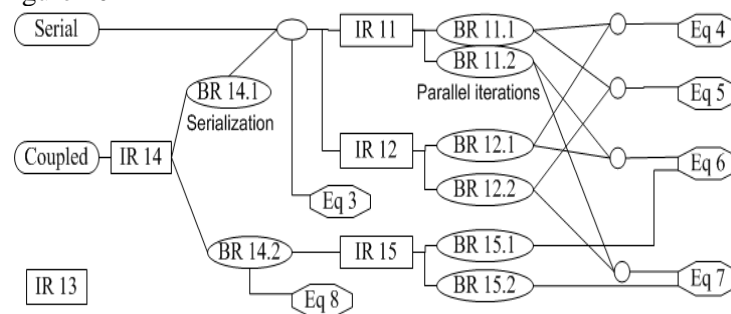 Serial
IR 11
BR 11.1
Eq 4
BR 11.2
BR 14.1
Parallel iterations
Eq 5
Serialization
Coupled
IR 14
IR 12
BR 12.1
Eq 6
BR 12.2
Eq 3
BR 14.2
IR 15
BR 15.1
IR 13
BR 15.2
Eq 7
Eq 8